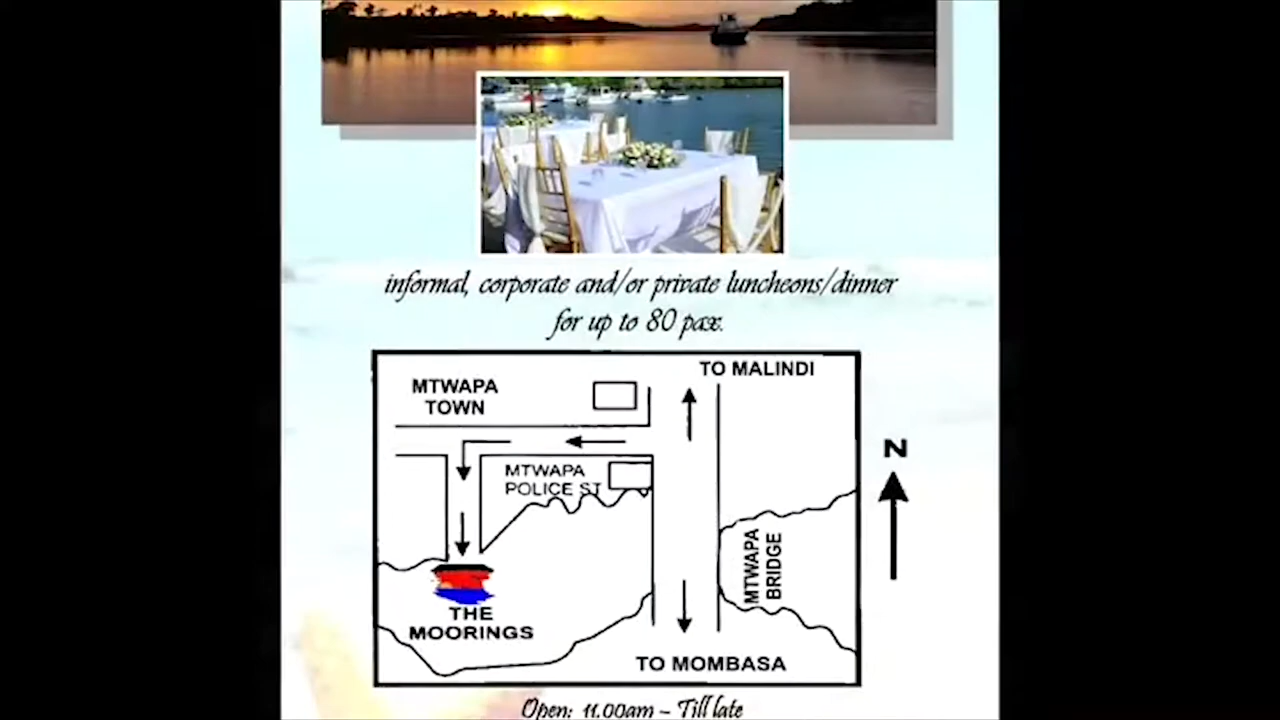 informal, corporate and/or private luncheons/dinner
for up to 80 pax.
TO MALINDI
MTWAPA
TOWN
N
MTWAPA
POLICE ST
MTWAPA
BRIDGE
THE
MOORINGS
TO MOMBASA
Open: 11.00am - Till late